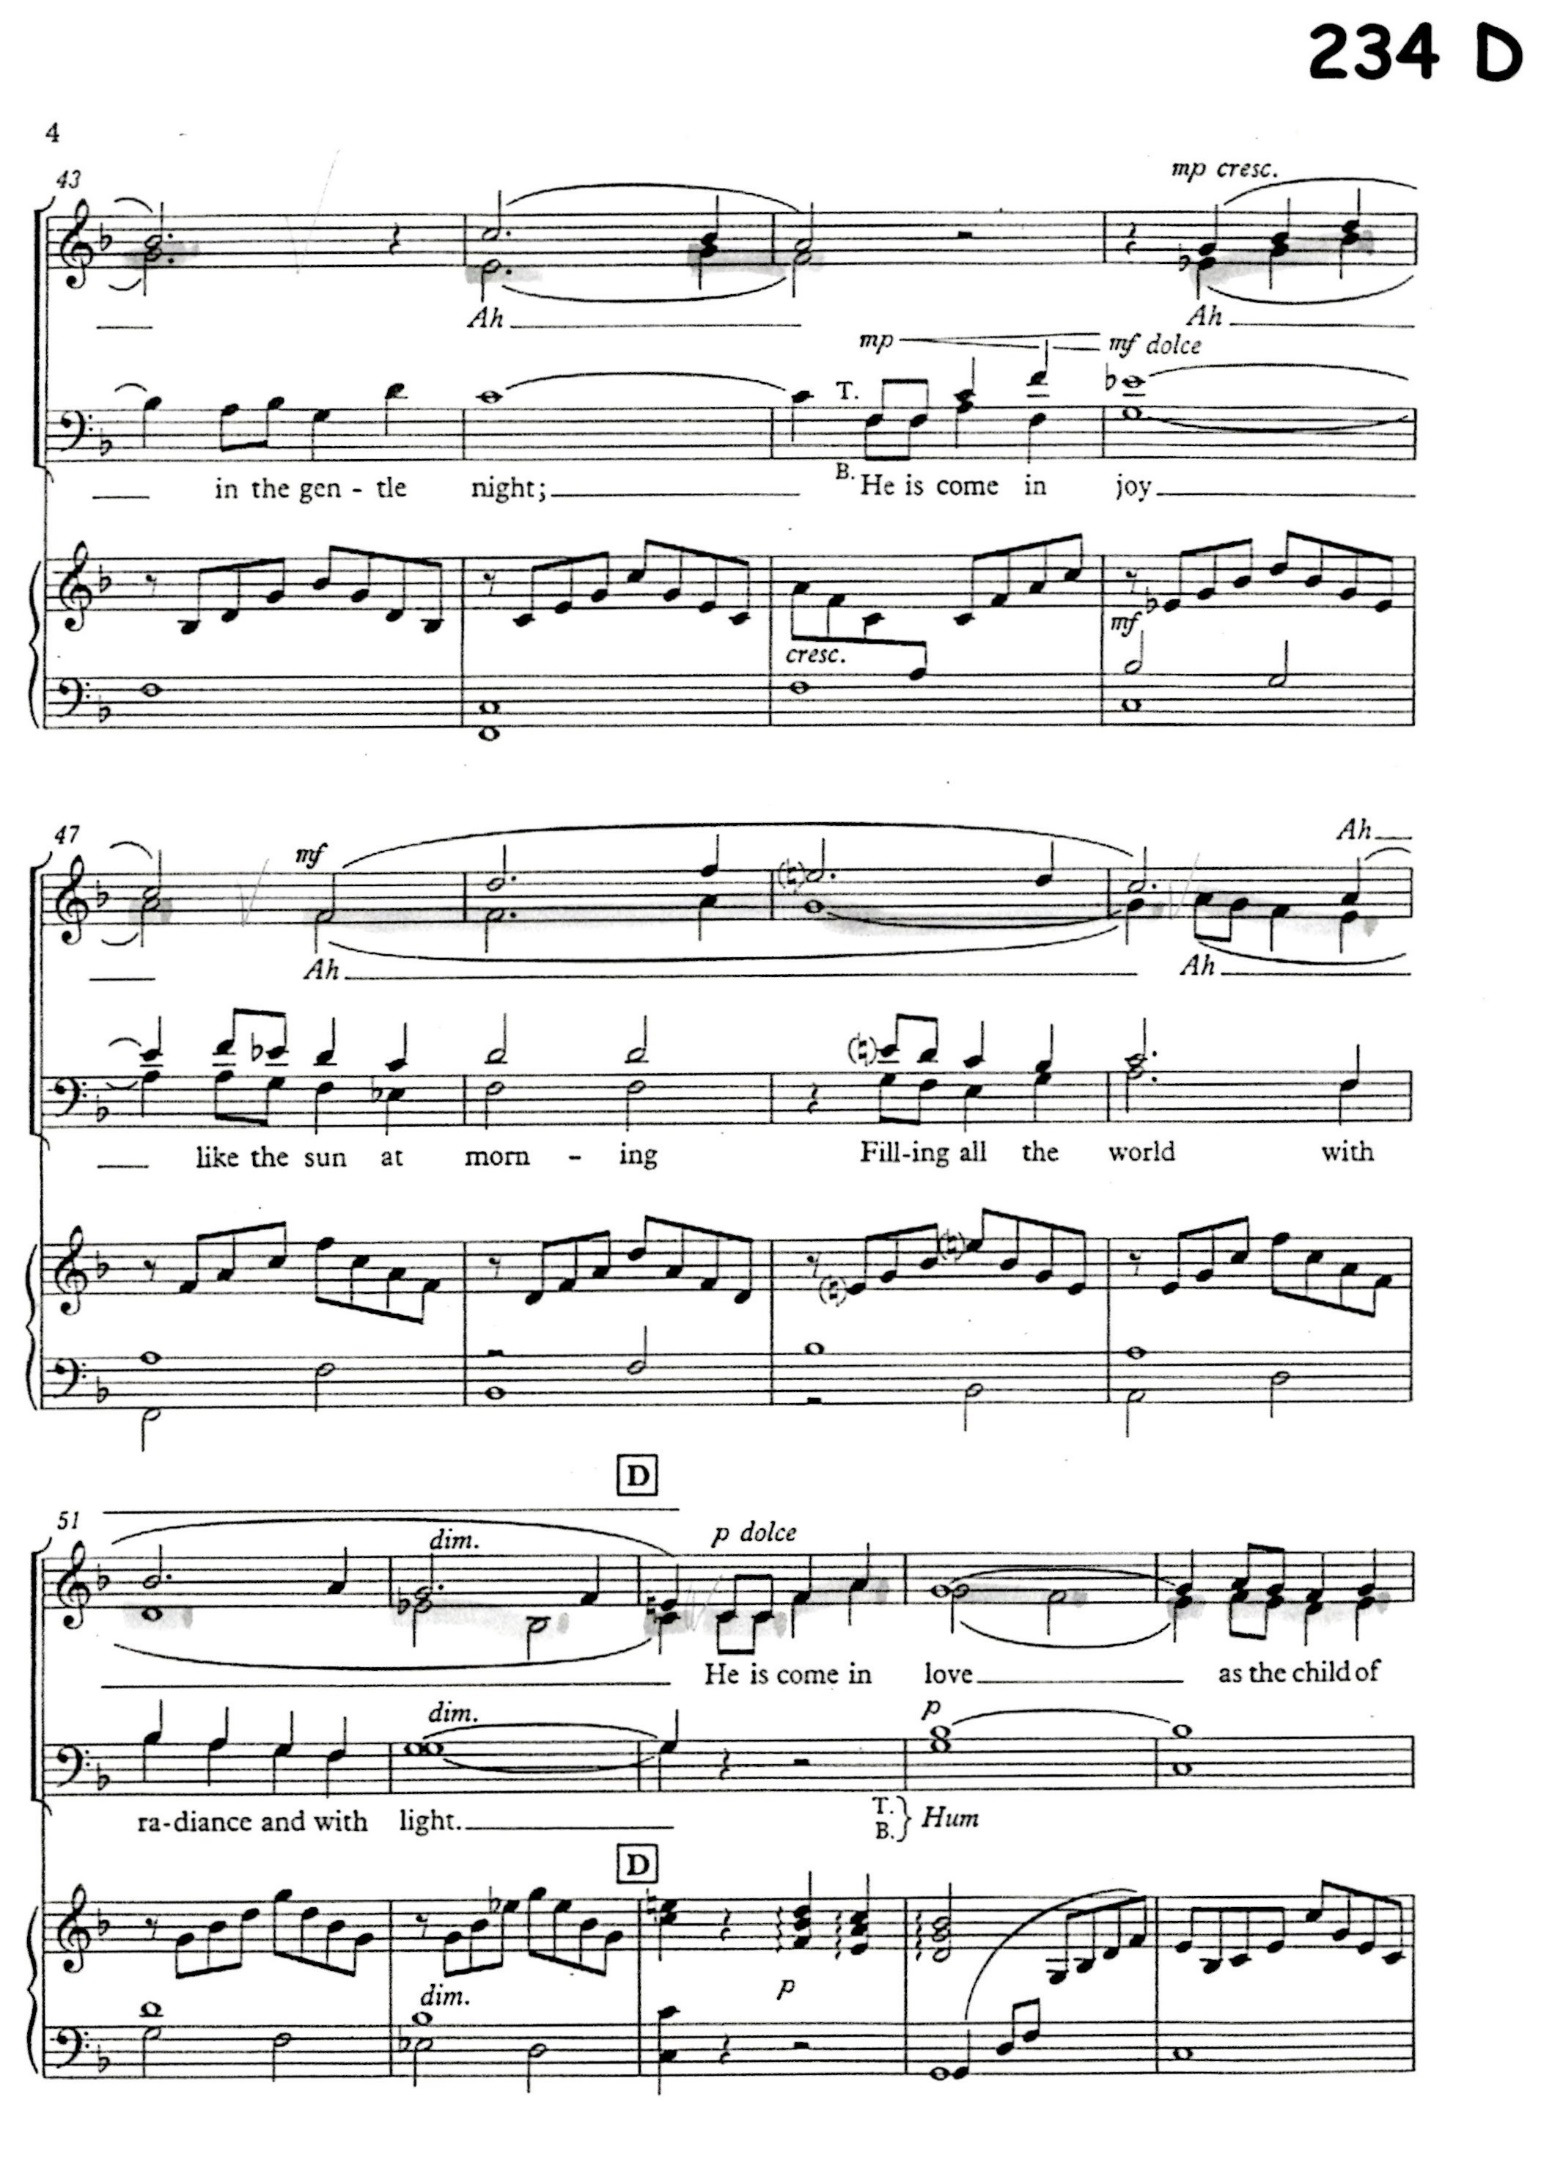 234 D
4
43
mp cresc.
Ah Ah
mp mf dolce
T.
B.
in the gen - tle night; He is come in joy
mf
cresc.
47
mf
Ah
Ah Ah
like the sun at morn - ing Fill-ing all the world with
D
51
dim.
p dolce
He is come in love as the child of
dim.
p
ra-diance and with light.
T.
B.
Hum
D
dim.
p